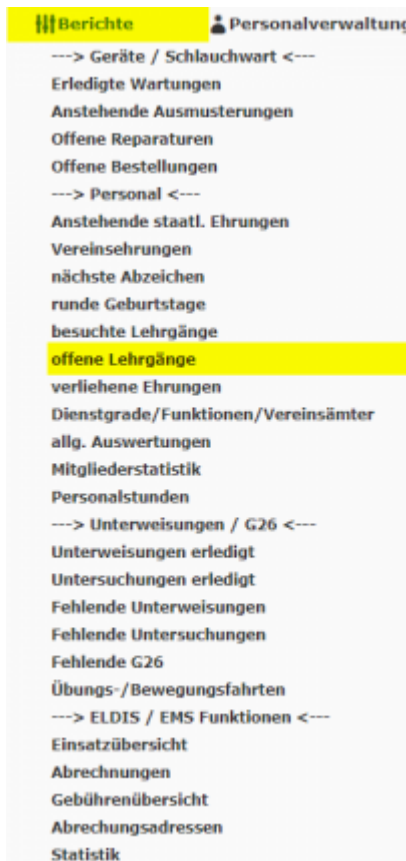 Berichte Personalverwaltung
---> Geräte / Schlauchwart <---
Erledigte Wartungen
Anstehende Ausmusterungen
Offene Reparaturen
Offene Bestellungen
---> Personal <---
Anstehende staatl. Ehrungen
Vereinsehrungen
nächste Abzeichen
runde Geburtstage
besuchte Lehrgänge
offene Lehrgänge
verliehene Ehrungen
Dienstgrade/Funktionen/Vereinsämter
allg. Auswertungen
Mitgliederstatistik
Personalstunden
---> Unterweisungen / G26 <---
Unterweisungen erledigt
Untersuchungen erledigt
Fehlende Unterweisungen
Fehlende Untersuchungen
Fehlende G26
Übungs-/Bewegungsfahrten
---> ELDIS / EMS Funktionen <---
Einsatzübersicht
Abrechnungen
Gebührenübersicht
Abrechungsadressen
Statistik